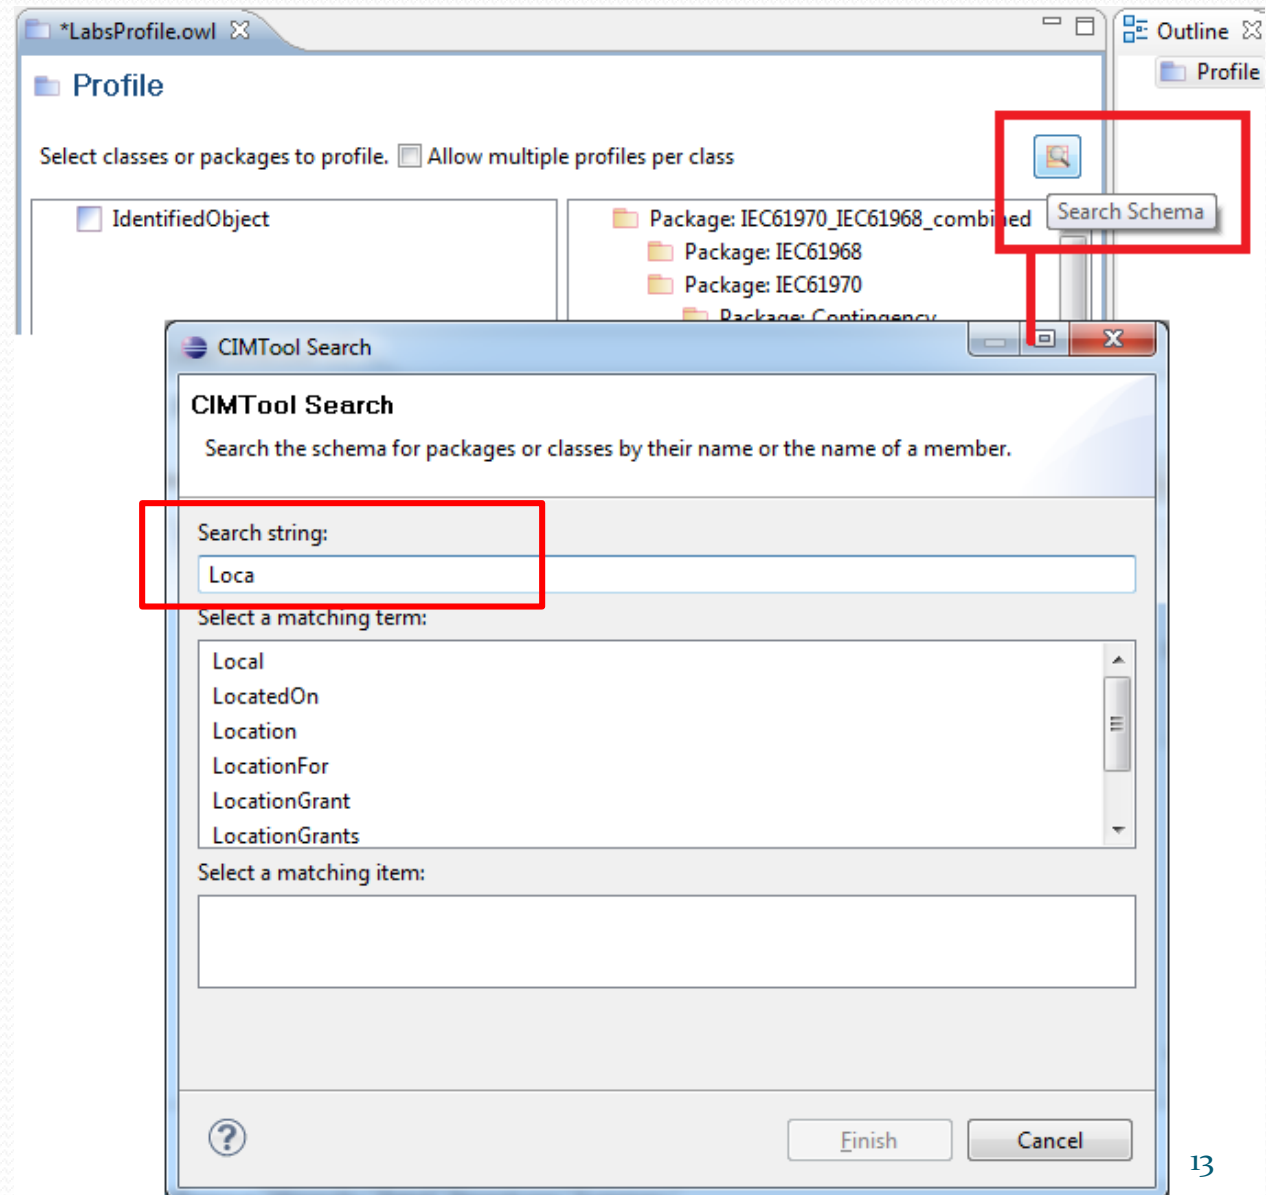 *LabsProfile.owl
Outline
Profile
Profile
Select classes or packages to profile. Allow multiple profiles per class
Search Schema
IdentifiedObject
Package: IEC61970_IEC61968_combined
Package: IEC61968
Package: IEC61970
Package: Contingency
CIMTool Search
CIMTool Search
Search the schema for packages or classes by their name or the name of a member.
Search string:
Loca
Select a matching term:
Local
LocatedOn
Location
LocationFor
LocationGrant
LocationGrants
Select a matching item:
?
Finish
Cancel
13